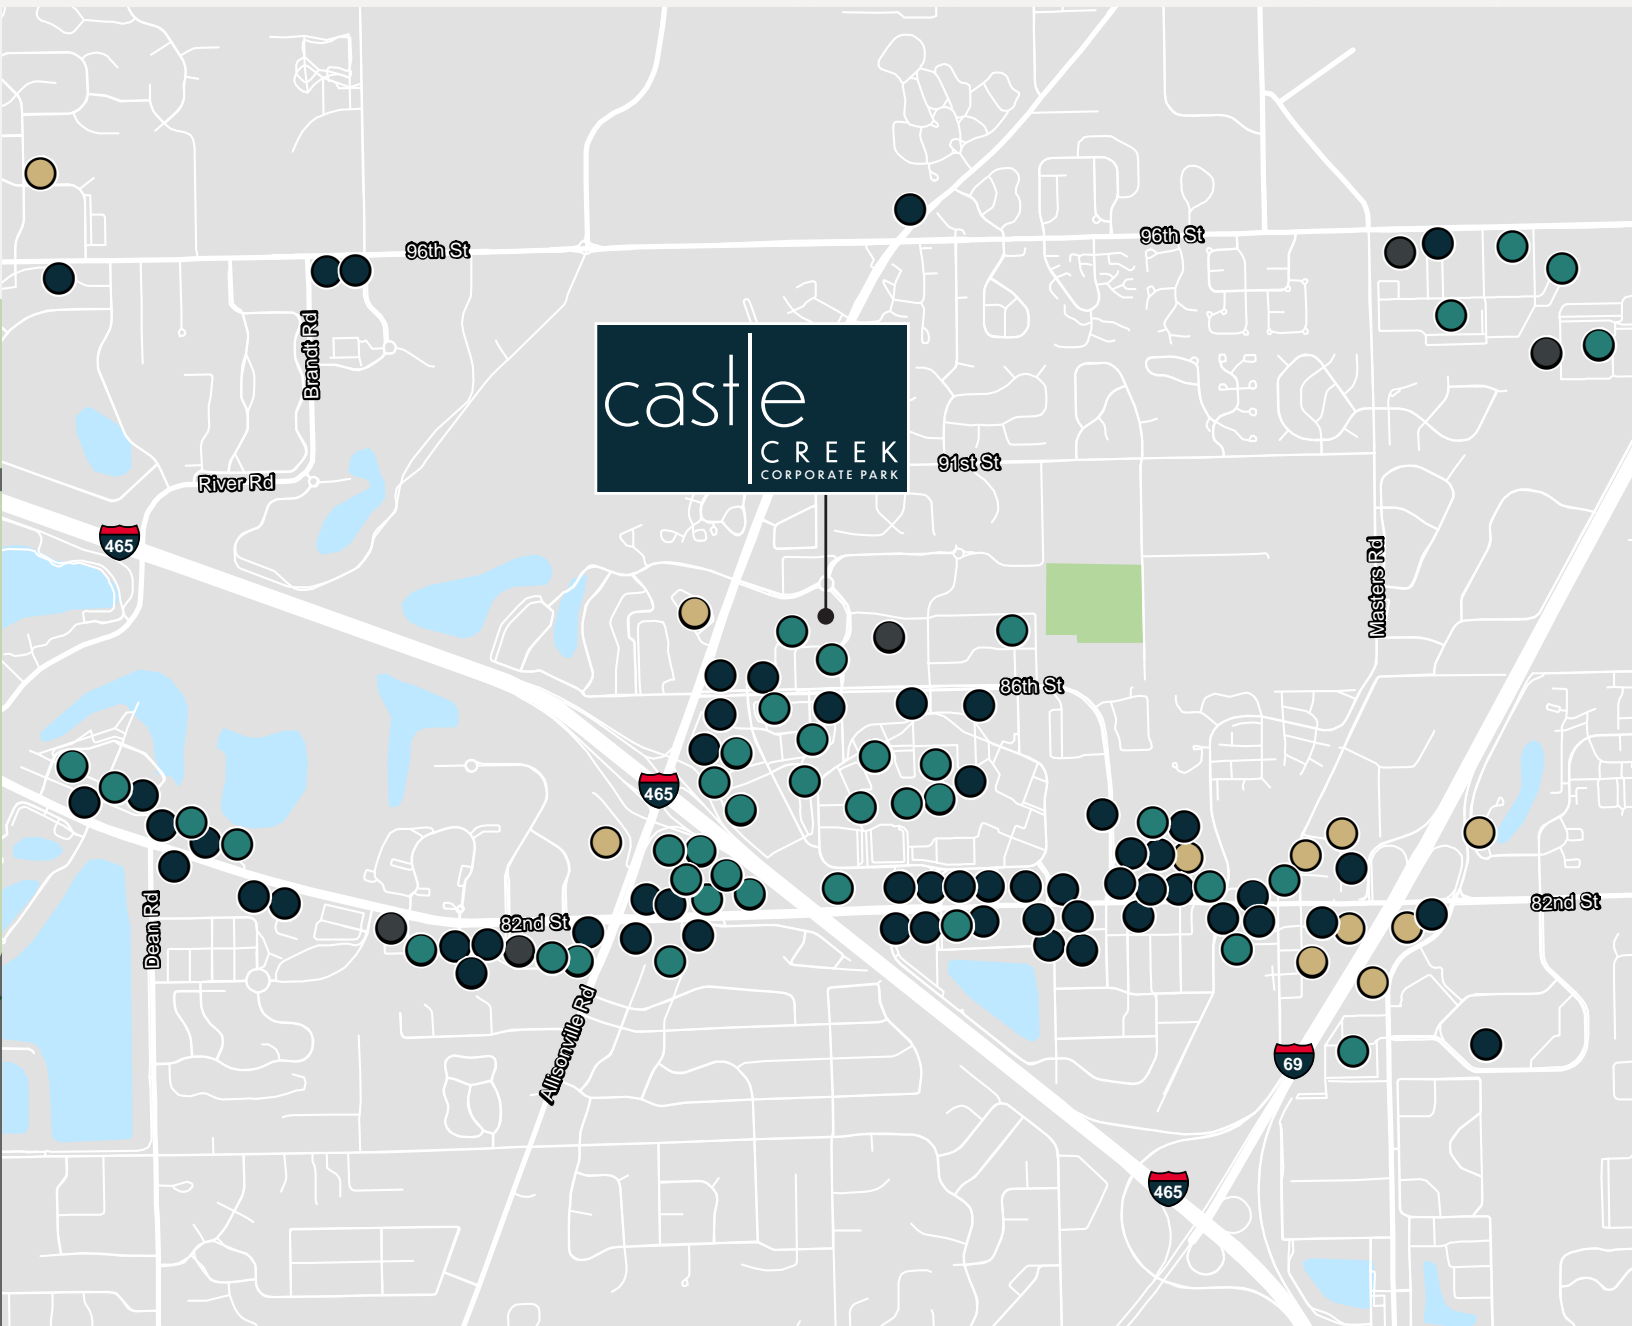 96th St
96th St
Brandt Rd
castle
CREEK
CORPORATE PARK
91st St
River Rd
465
Masters Rd
86th St
465
82nd St
82nd St
Dean Rd
Allisonville Rd
69
465